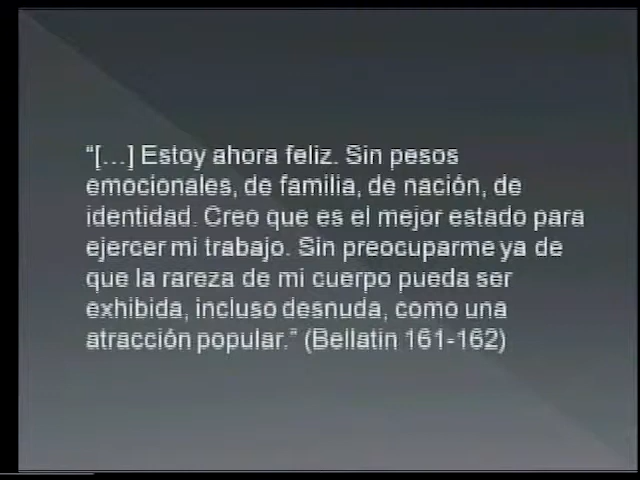 “[…] Estoy ahora feliz. Sin pesos
emocionales, de familia, de nación, de
identidad. Creo que es el mejor estado para
ejercer mi trabajo. Sin preocuparme ya de
que la rareza de mi cuerpo pueda ser
exhibida, incluso desnuda, como una
atracción popular.” (Bellatin 161-162)